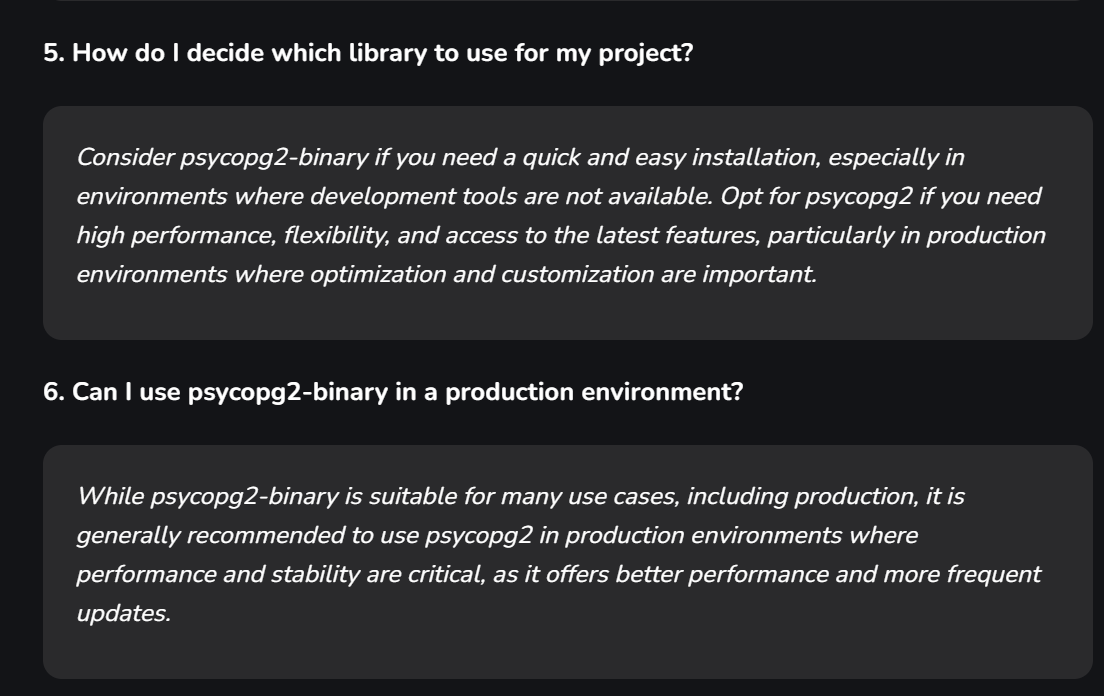 5. How do I decide which library to use for my project?
Consider psycopg2-binary if you need a quick and easy installation, especially in
environments where development tools are not available. Opt for psycopg2 if you need
high performance, flexibility, and access to the latest features, particularly in production
environments where optimization and customization are important.
6. Can I use psycopg2-binary in a production environment?
While psycopg2-binary is suitable for many use cases, including production, it is
generally recommended to use psycopg2 in production environments where
performance and stability are critical, as it offers better performance and more frequent
updates.